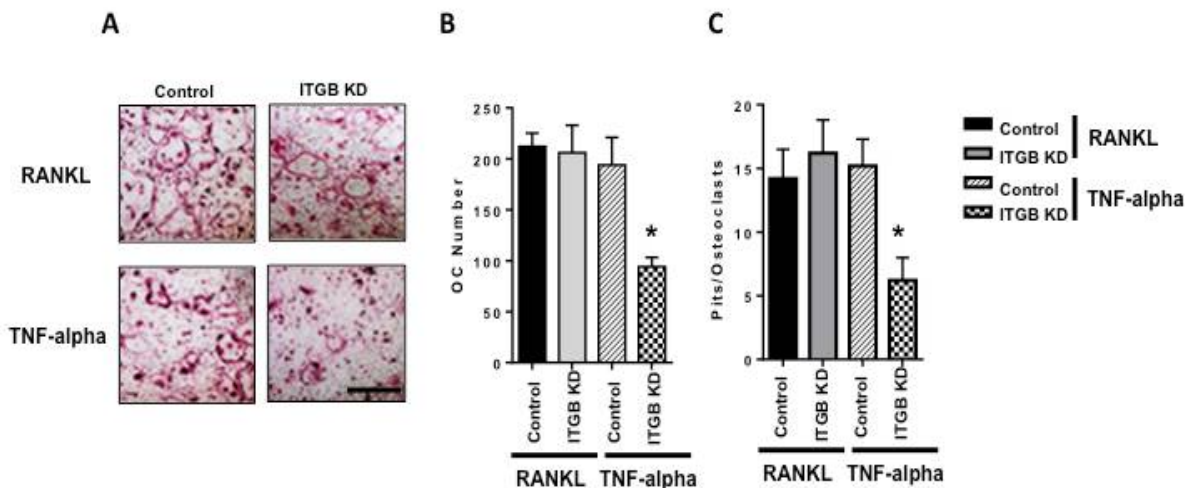 A
Control
ITGB KD
RANKL
TNF-alpha
B
OC Number
250
200
150
100
50
0
*
Control
ITGB KD
Control
ITGB KD
RANKL
TNF-alpha
C
Pits/Osteoclasts
20
15
10
5
0
*
Control
ITGB KD
Control
ITGB KD
RANKL
TNF-alpha
Control
ITGB KD
RANKL
Control
ITGB KD
TNF-alpha